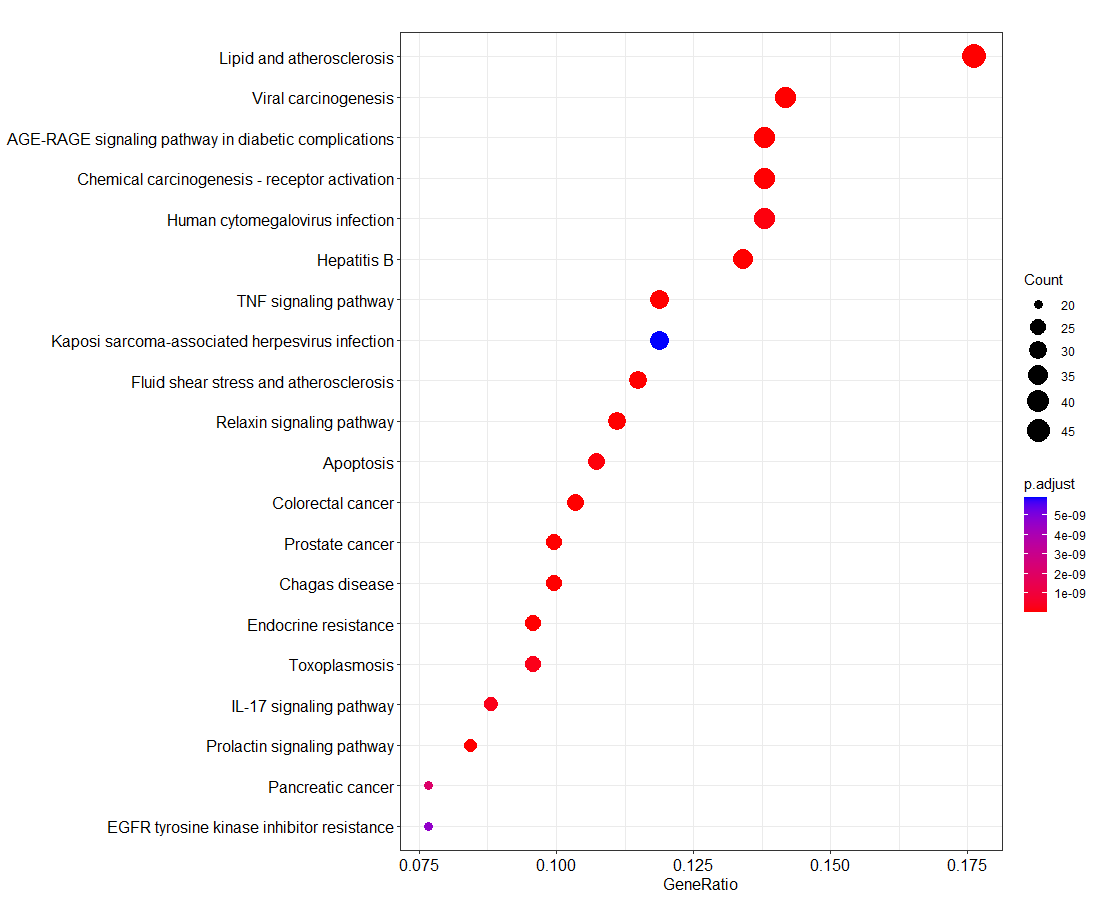 Lipid and atherosclerosis
Viral carcinogenesis
AGE-RAGE signaling pathway in diabetic complications
Chemical carcinogenesis - receptor activation
Human cytomegalovirus infection
Hepatitis B
TNF signaling pathway
Kaposi sarcoma-associated herpesvirus infection
Fluid shear stress and atherosclerosis
Relaxin signaling pathway
Apoptosis
Colorectal cancer
Prostate cancer
Chagas disease
Endocrine resistance
Toxoplasmosis
IL-17 signaling pathway
Prolactin signaling pathway
Pancreatic cancer
EGFR tyrosine kinase inhibitor resistance
0.075 0.100 0.125 0.150 0.175
GeneRatio
Count
20
25
30
35
40
45
p.adjust
5e-09
4e-09
3e-09
2e-09
1e-09